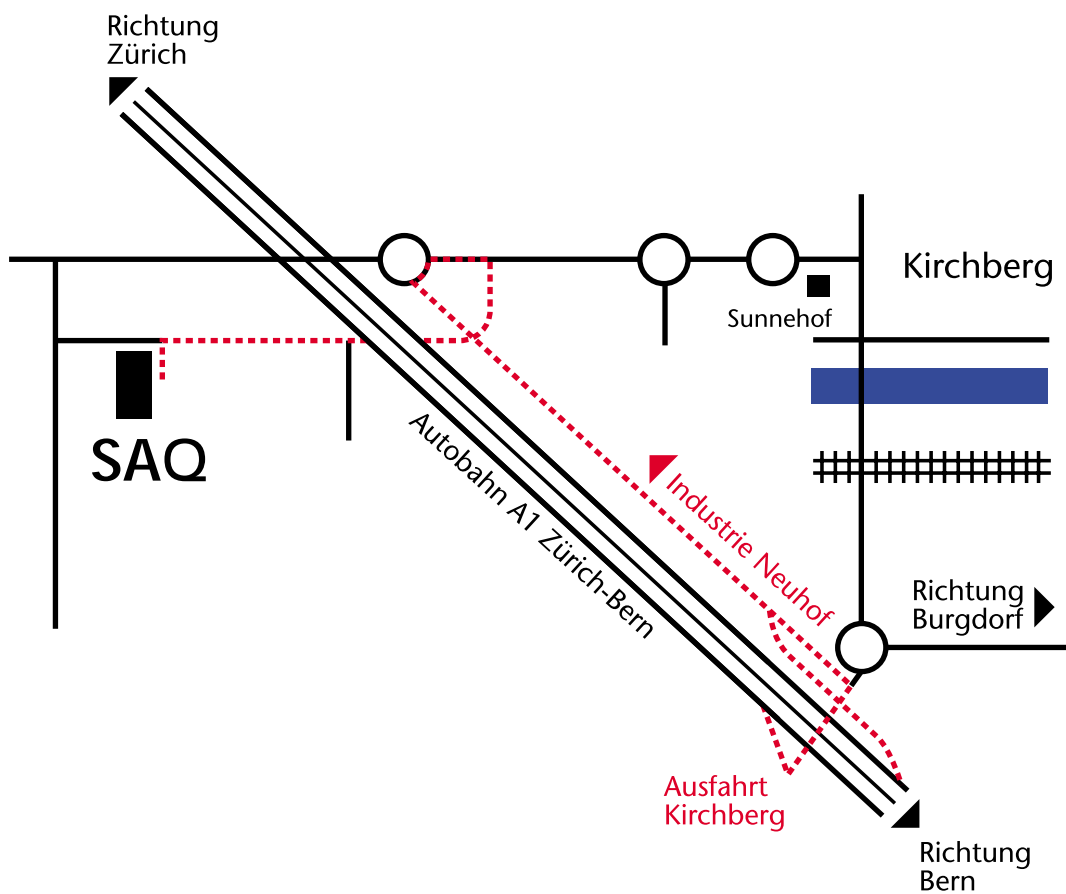 Richtung
Zürich
Kirchberg
Sunnehof
SAQ
Autobahn A1 Zürich-Bern
Industrie Neuhof
Richtung
Burgdorf
Ausfahrt
Kirchberg
Richtung
Bern